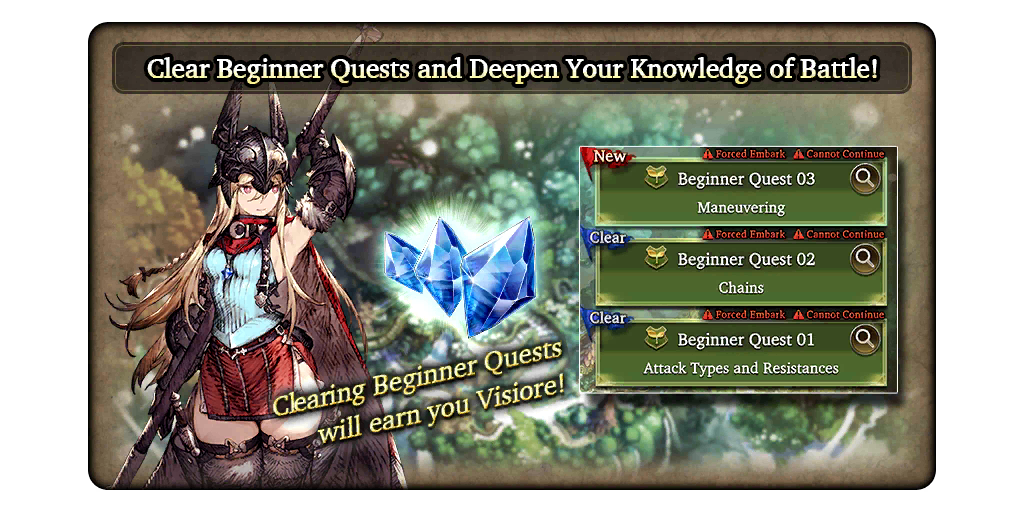 Clear Beginner Quests and Deepen Your Knowledge of Battle!
New
Forced Embark
Cannot Continue
Beginner Quest 03
Maneuvering
Clear
Forced Embark
Cannot Continue
Beginner Quest 02
Chains
Clear
Forced Embark
Cannot Continue
Beginner Quest 01
Attack Types and Resistances
Clearing Beginner Quests
will earn you Visiore!